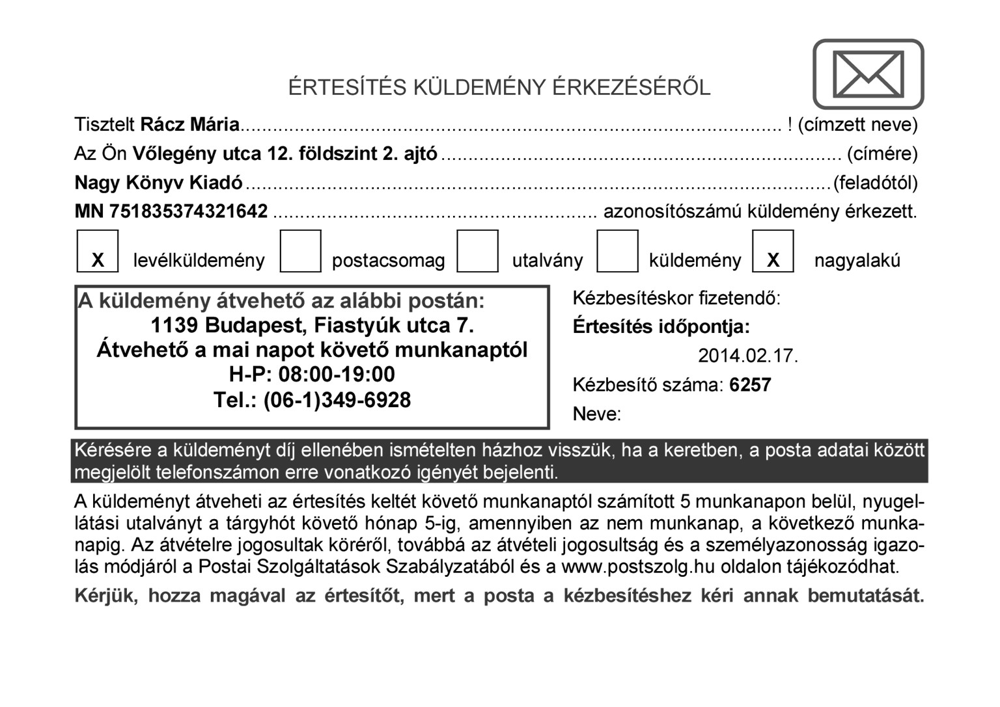 ÉRTESÍTÉS KÜLDEMÉNY ÉRKEZÉSÉRŐL
Tisztelt Rácz Mária........................................................................................................ ! (címzett neve)
Az Ön Vőlegény utca 12. földszint 2. ajtó............................................................................. (címére)
Nagy Könyv Kiadó................................................................................................................(feladótól)
MN 751835374321642 .............................................................. azonosítószámú küldemény érkezett.
X levélküldemény postacsomag utalvány küldemény X nagyalakú
A küldemény átvehető az alábbi postán:
1139 Budapest, Fiastyúk utca 7.
Átvehető a mai napot követő munkanaptól
H-P: 08:00-19:00
Tel.: (06-1)349-6928
Kézbesítéskor fizetendő:
Értesítés időpontja:
2014.02.17.
Kézbesítő száma: 6257
Neve:
Kérésére a küldeményt díj ellenében ismételten házhoz visszük, ha a keretben, a posta adatai között
megjelölt telefonszámon erre vonatkozó igényét bejelenti.
A küldeményt átveheti az értesítés keltét követő munkanaptól számított 5 munkanapon belül, nyugel-
látási utalványt a tárgyhót követő hónap 5-ig, amennyiben az nem munkanap, a következő munka-
napig. Az átvételre jogosultak köréről, továbbá az átvételi jogosultság és a személyazonosság igazo-
lás módjáról a Postai Szolgáltatások Szabályzatából és a www.postszolg.hu oldalon tájékozódhat.
Kérjük, hozza magával az értesítőt, mert a posta a kézbesítéshez kéri annak bemutatását.